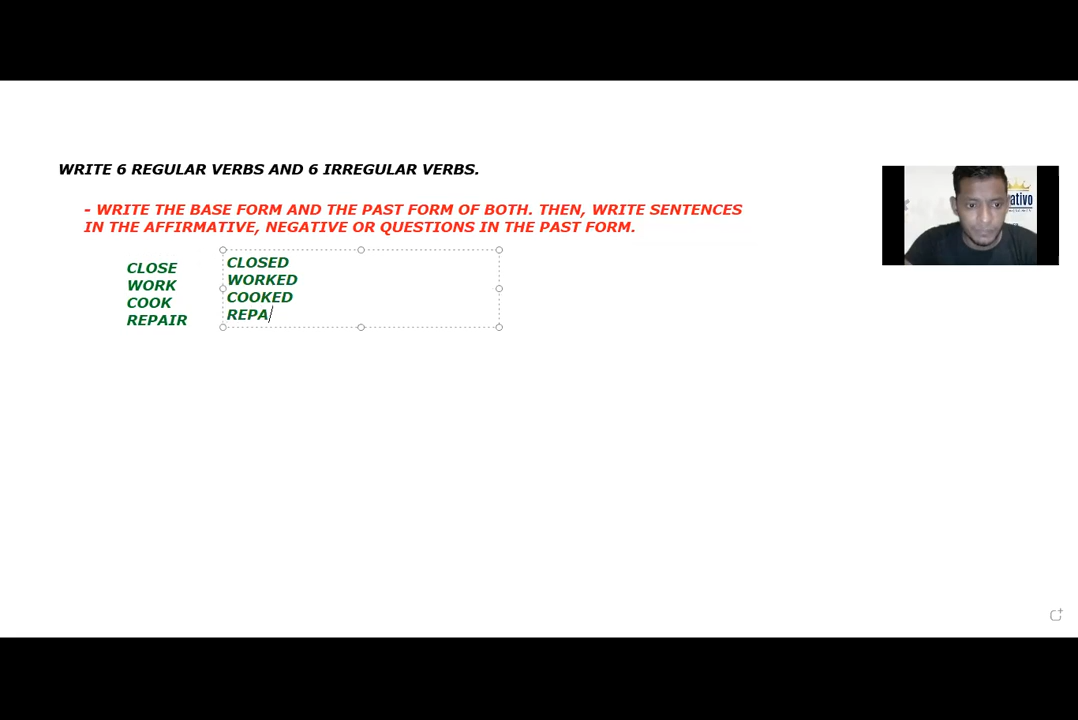 WRITE 6 REGULAR VERBS AND 6 IRREGULAR VERBS.
- WRITE THE BASE FORM AND THE PAST FORM OF BOTH. THEN, WRITE SENTENCES
IN THE AFFIRMATIVE, NEGATIVE OR QUESTIONS IN THE PAST FORM.
CLOSE
WORK
COOK
REPAIR
CLOSED
WORKED
COOKED
REPA
ativo